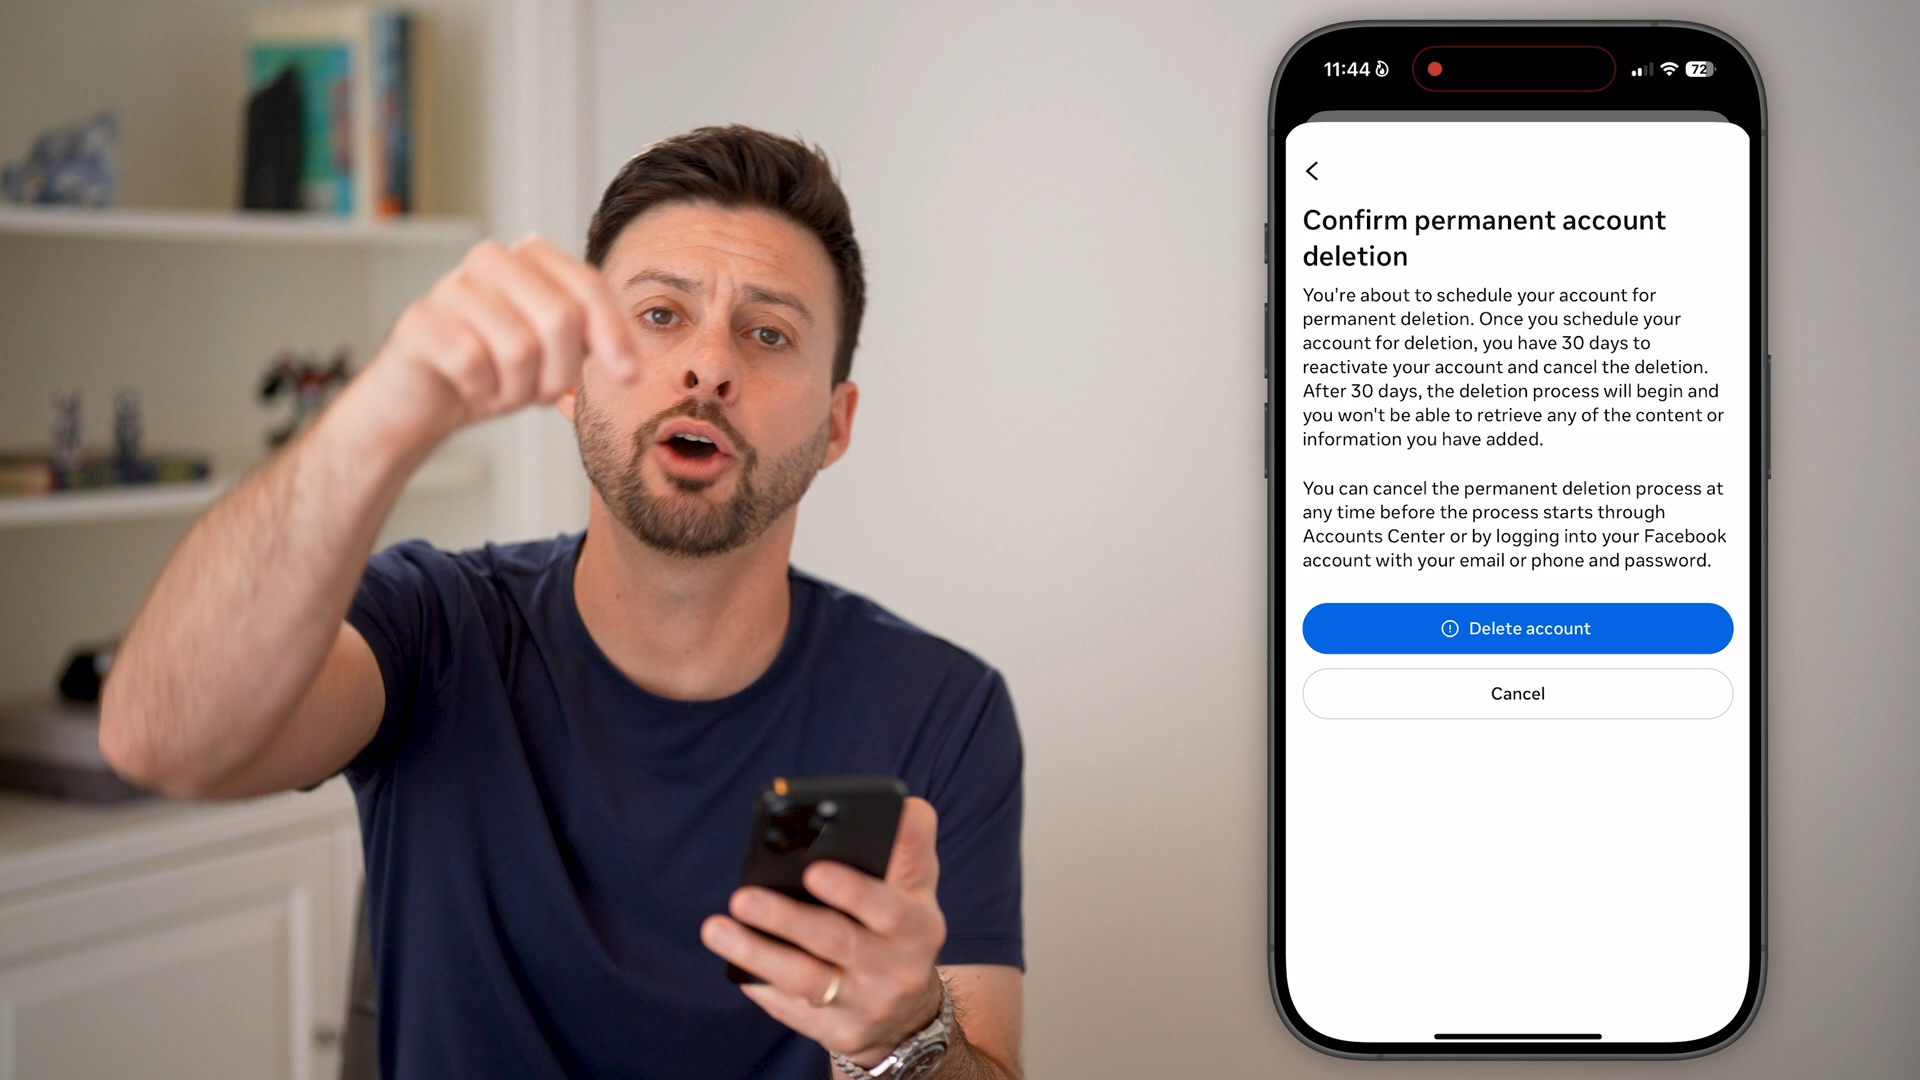 11:44
72
Confirm permanent account
deletion
You're about to schedule your account for
permanent deletion. Once you schedule your
account for deletion, you have 30 days to
reactivate your account and cancel the deletion.
After 30 days, the deletion process will begin and
you won't be able to retrieve any of the content or
information you have added.
You can cancel the permanent deletion process at
any time before the process starts through
Accounts Center or by logging into your Facebook
account with your email or phone and password.
Delete account
Cancel